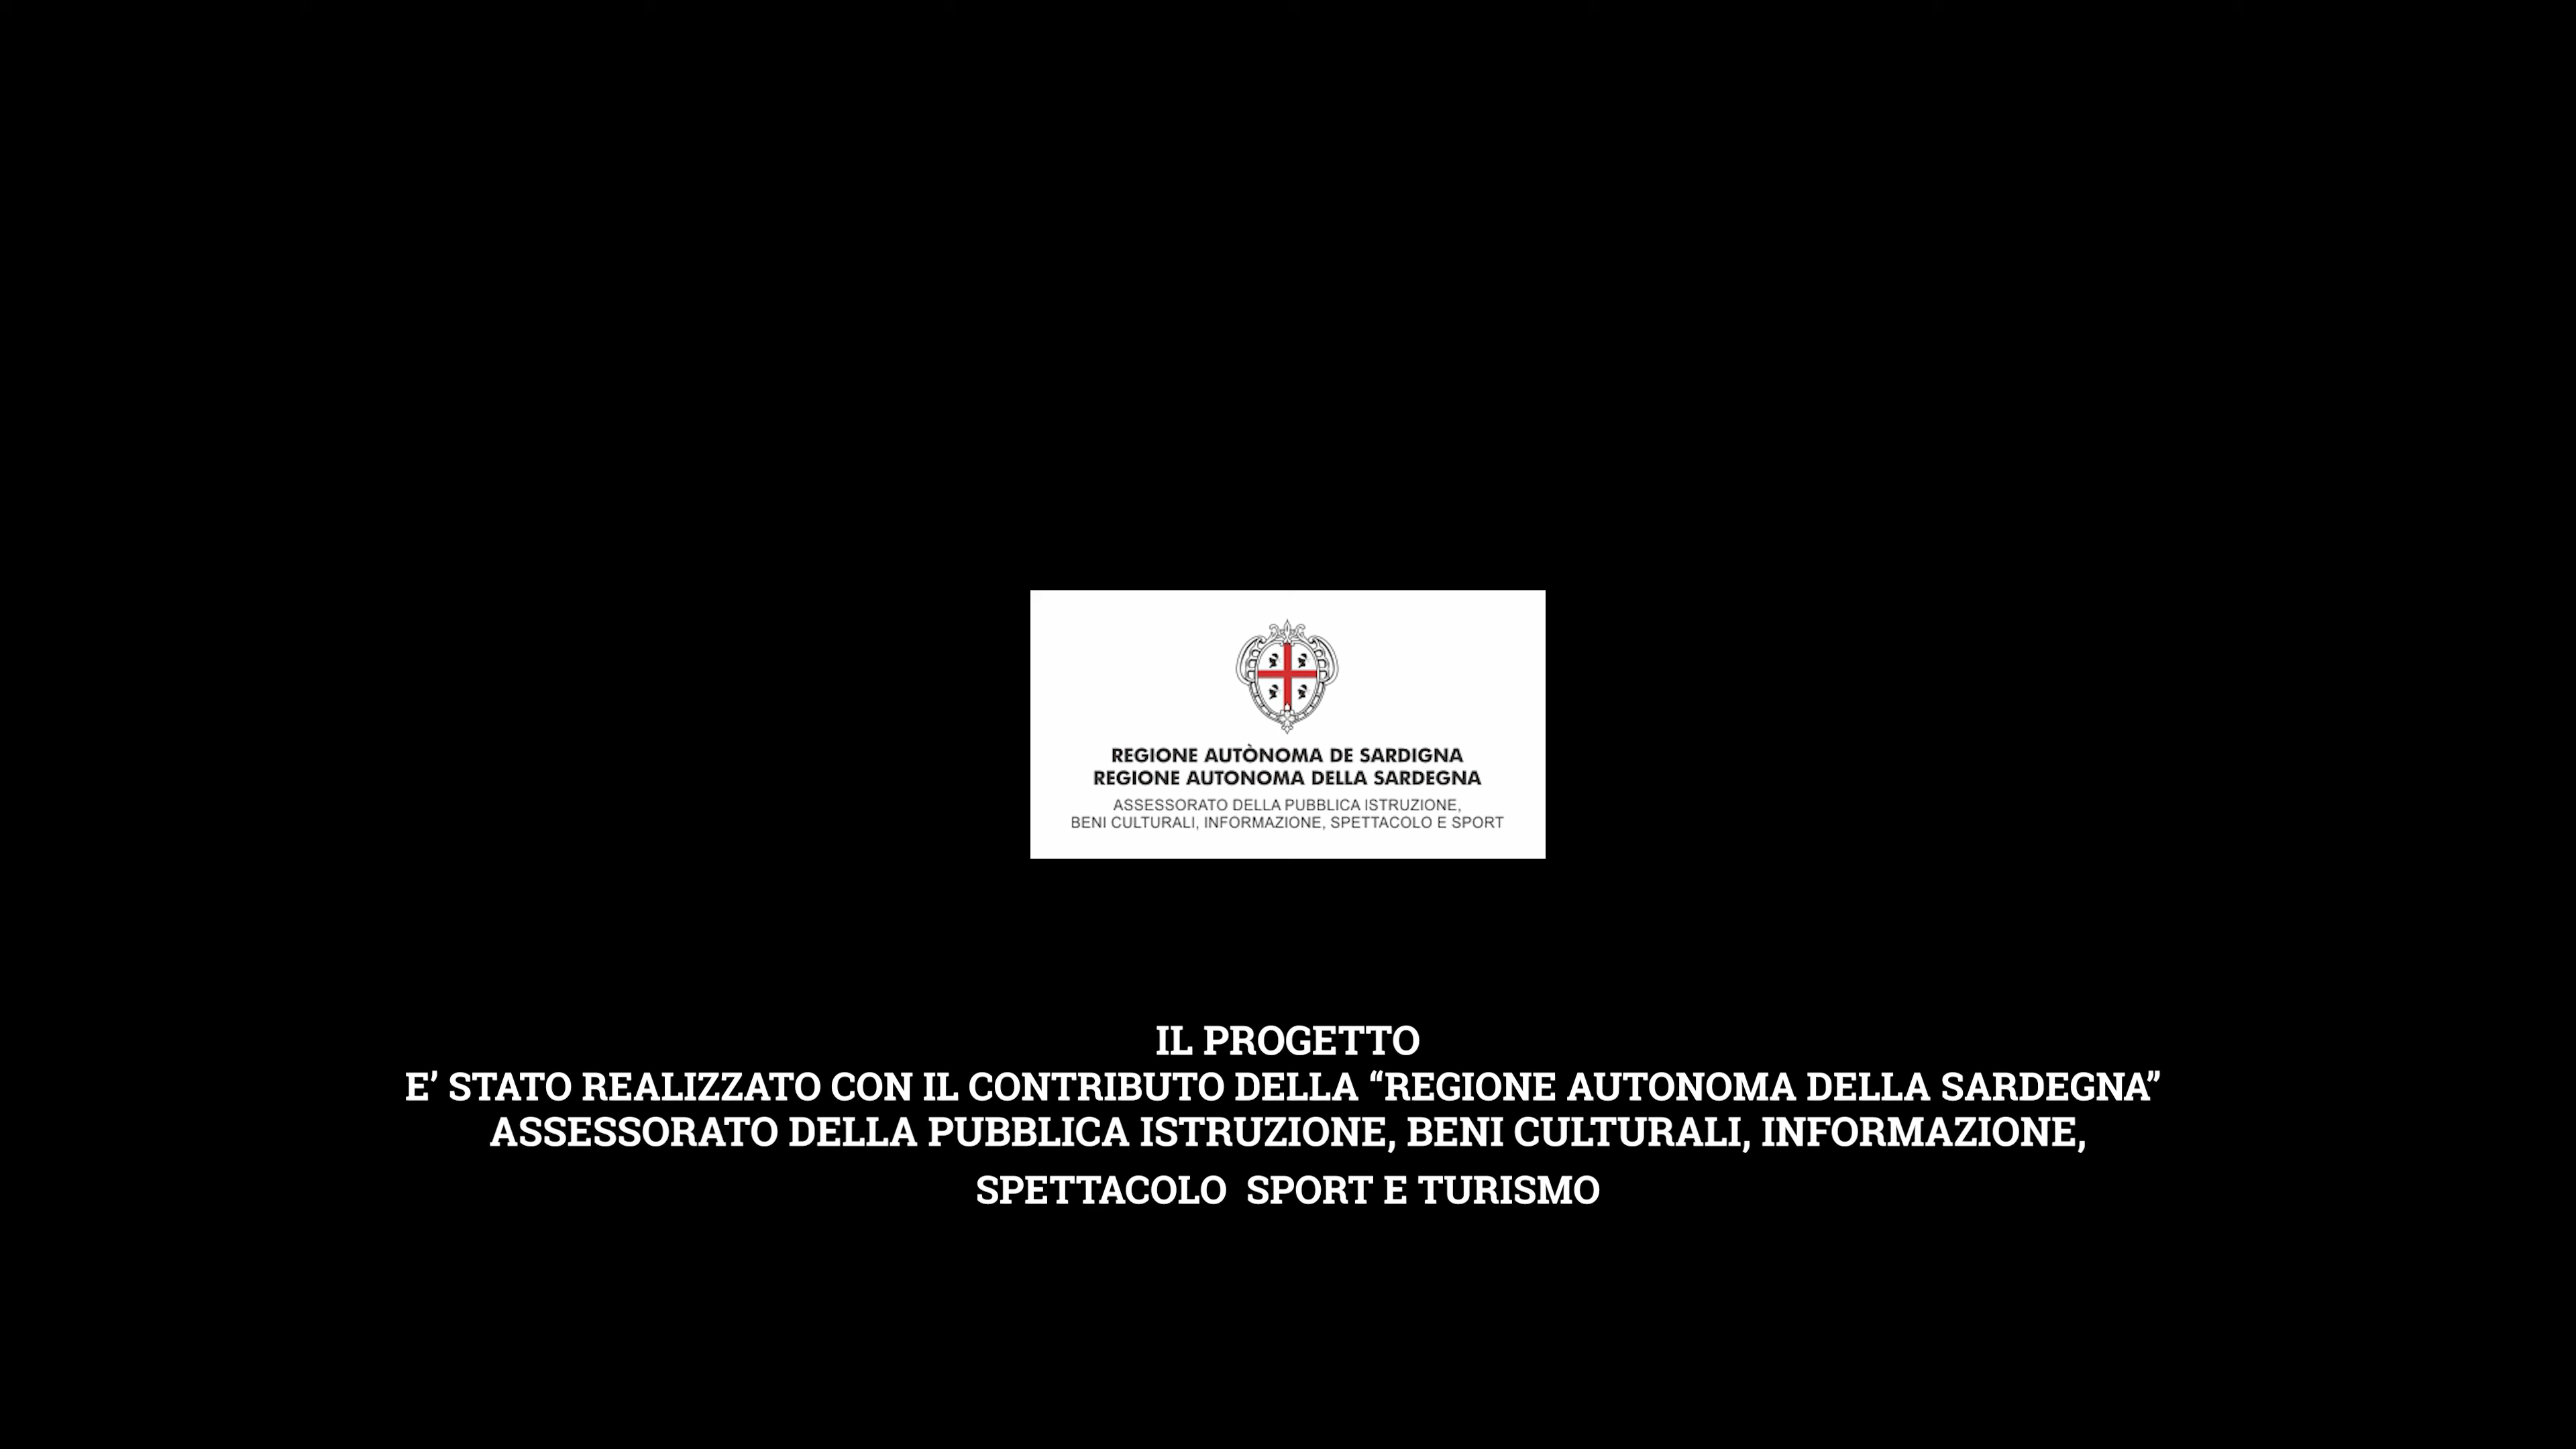 REGIONE AUTÒNOMA DE SARDIGNA
REGIONE AUTONOMA DELLA SARDEGNA
ASSESSORATO DELLA PUBBLICA ISTRUZIONE,
BENI CULTURALI, INFORMAZIONE, SPETTACOLO E SPORT
IL PROGETTO
E’ STATO REALIZZATO CON IL CONTRIBUTO DELLA “REGIONE AUTONOMA DELLA SARDEGNA”
ASSESSORATO DELLA PUBBLICA ISTRUZIONE, BENI CULTURALI, INFORMAZIONE,
SPETTACOLO  SPORT E TURISMO